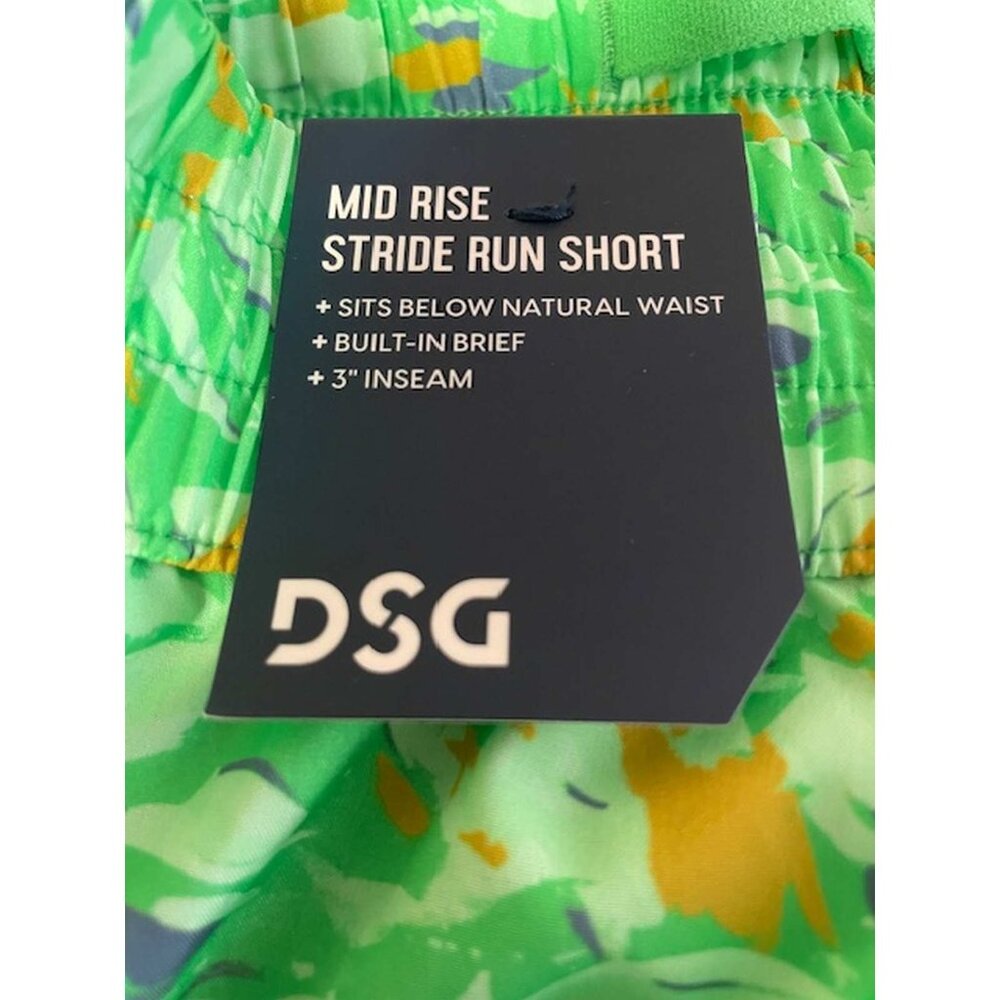 MID RISE
STRIDE RUN SHORT
+ SITS BELOW NATURAL WAIST
+ BUILT-IN BRIEF
+ 3" INSEAM
DSG